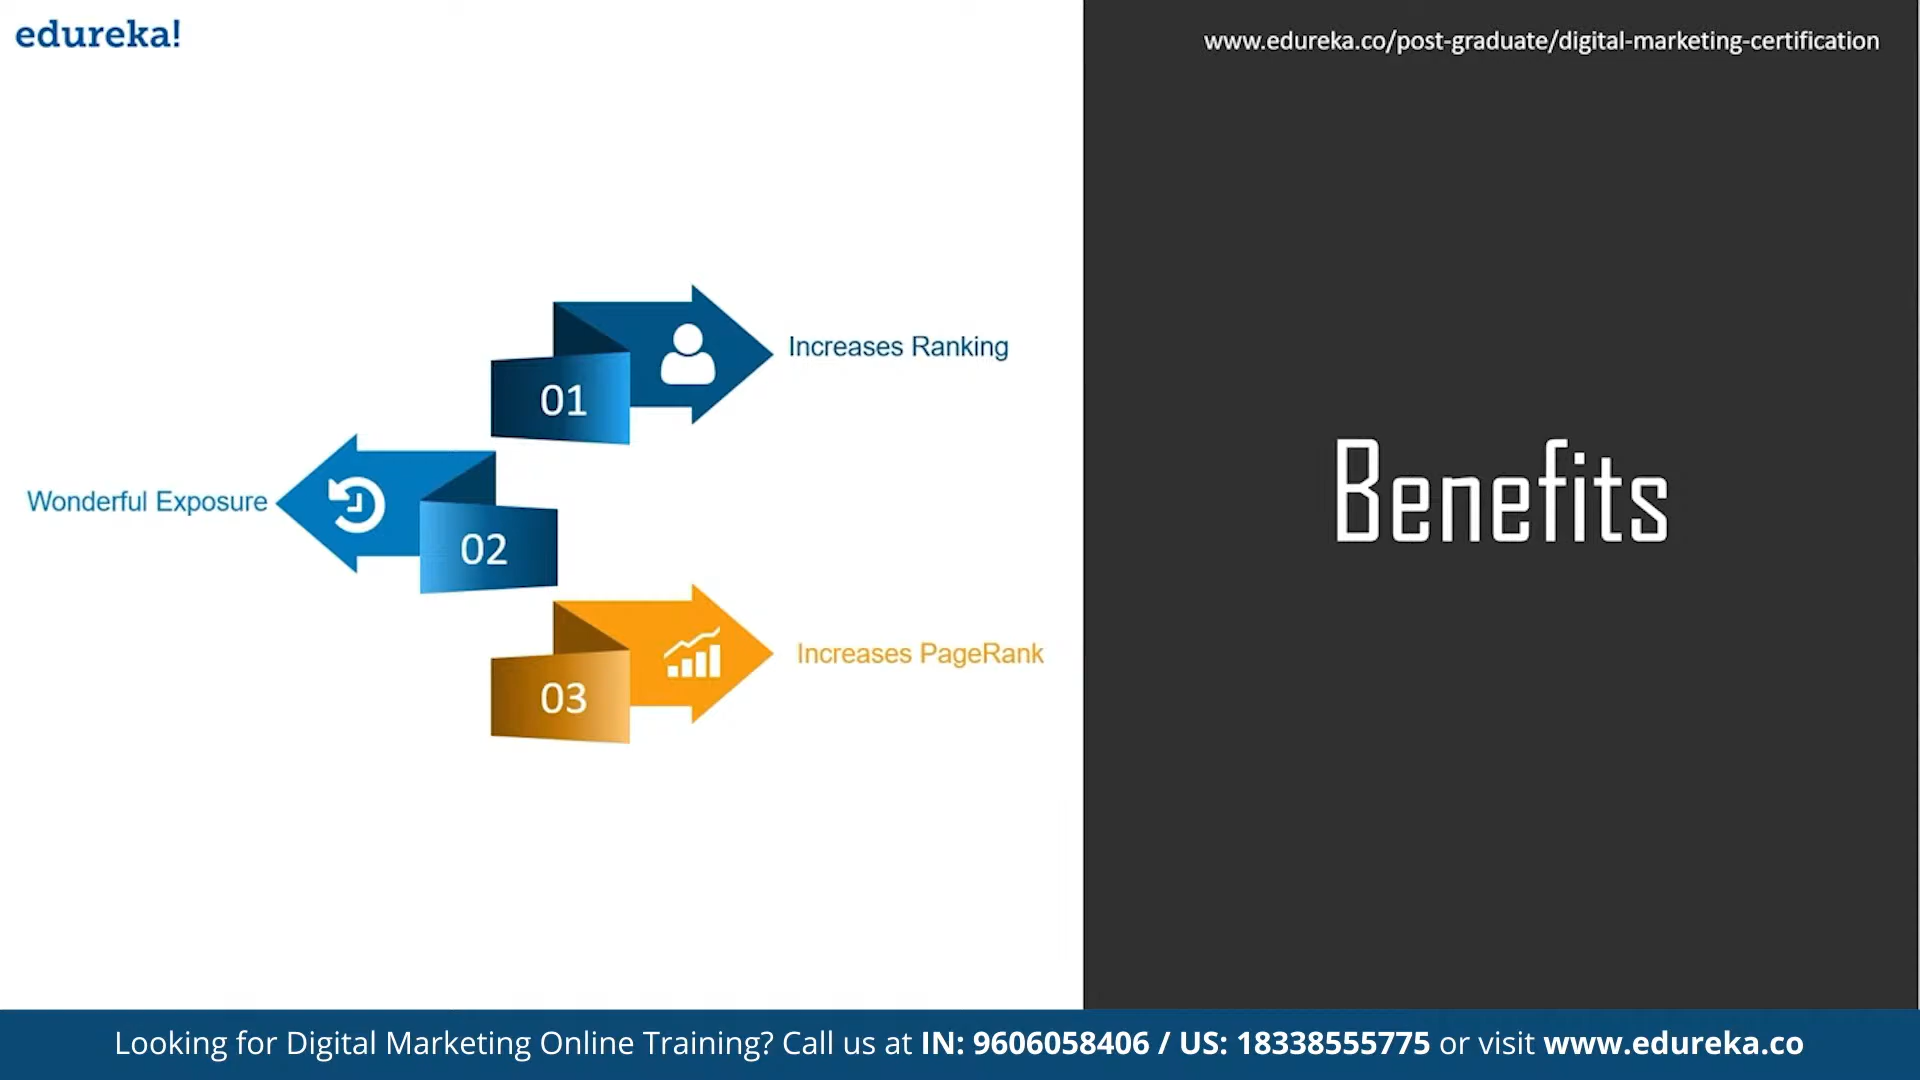 edureka!
www.edureka.co/post-graduate/digital-marketing-certification
Increases Ranking
01
Wonderful Exposure
02
Increases PageRank
03
Benefits
Looking for Digital Marketing Online Training? Call us at IN: 9606058406 / US: 18338555775 or visit www.edureka.co